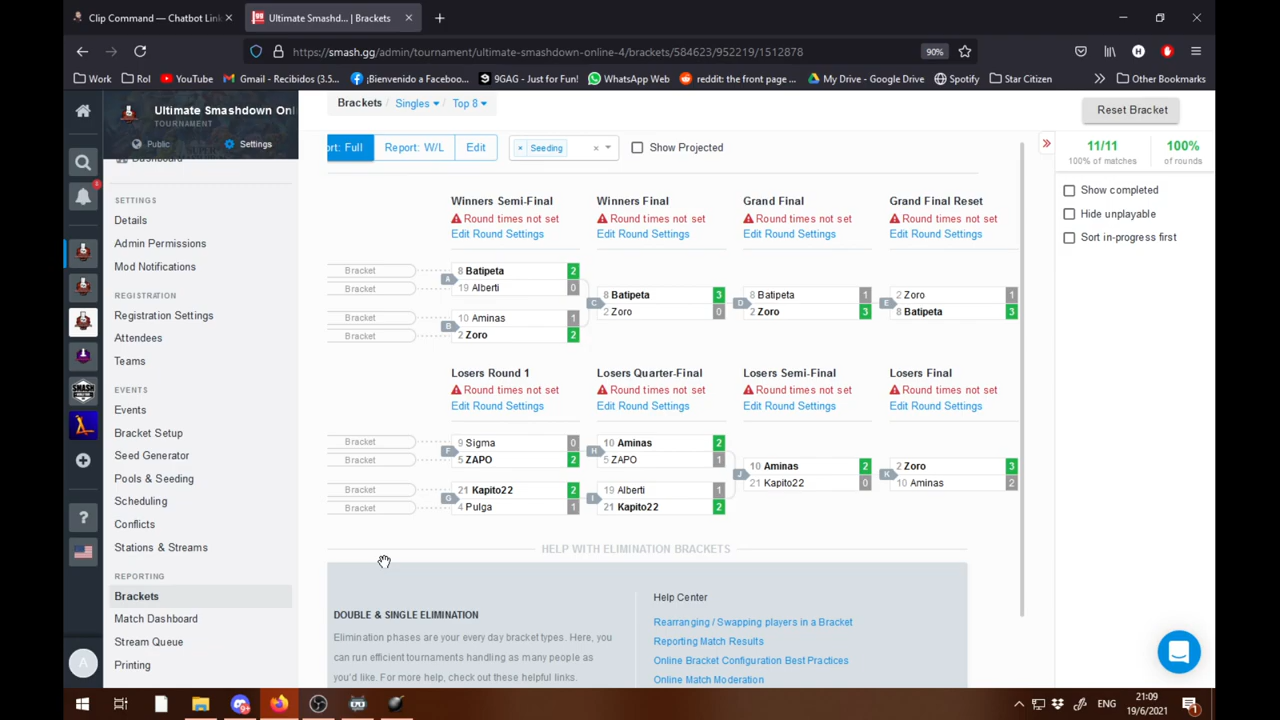 Clip Command — Chatbot Lin
Ultimate Smashd... | Brackets
https://smash.gg/admin/tournament/ultimate-smashdown-online-4/brackets/584623/952219/1512878
90%
Work
Rol
YouTube
Gmail - Recibidos (3.5...
¡Bienvenido a Faceboo...
9GAG - Just for Fun!
WhatsApp Web
reddit: the front page ...
My Drive - Google Drive
Spotify
Star Citizen
Other Bookmarks
Ultimate Smashdown Onl
TOURNAMENT
Public
Settings
Dashboard
SETTINGS
Details
Admin Permissions
Mod Notifications
REGISTRATION
Registration Settings
Attendees
Teams
EVENTS
Events
Bracket Setup
Seed Generator
Pools & Seeding
Scheduling
Conflicts
Stations & Streams
REPORTING
Brackets
Match Dashboard
Stream Queue
Printing
A
Brackets / Singles / Top 8
Reset Bracket
ort: Full
Report: W/L
Edit
× Seeding
×
Show Projected
11/11
100% of matches
100%
of rounds
Show completed
Hide unplayable
Sort in-progress first
Winners Semi-Final
Round times not set
Edit Round Settings
Winners Final
Round times not set
Edit Round Settings
Grand Final
Round times not set
Edit Round Settings
Grand Final Reset
Round times not set
Edit Round Settings
Bracket
Bracket
A
8 Batipeta 2
19 Alberti 0
Bracket
Bracket
B
10 Aminas 1
2 Zoro 2
C
8 Batipeta 3
2 Zoro 0
D
8 Batipeta 1
2 Zoro 3
E
2 Zoro 1
8 Batipeta 3
Losers Round 1
Round times not set
Edit Round Settings
Losers Quarter-Final
Round times not set
Edit Round Settings
Losers Semi-Final
Round times not set
Edit Round Settings
Losers Final
Round times not set
Edit Round Settings
Bracket
Bracket
F
9 Sigma 0
5 ZAPO 2
Bracket
Bracket
G
21 Kapito22 2
4 Pulga 1
H
10 Aminas 2
5 ZAPO 1
I
19 Alberti 1
21 Kapito22 2
J
10 Aminas 2
21 Kapito22 0
K
2 Zoro 3
10 Aminas 2
HELP WITH ELIMINATION BRACKETS
DOUBLE & SINGLE ELIMINATION
Elimination phases are your every day bracket types. Here, you
can run efficient tournaments handling as many people as
you'd like. For more help, check out these helpful links.
Help Center
Rearranging / Swapping players in a Bracket
Reporting Match Results
Online Bracket Configuration Best Practices
Online Match Moderation
ENG
21:09
19/6/2021
1